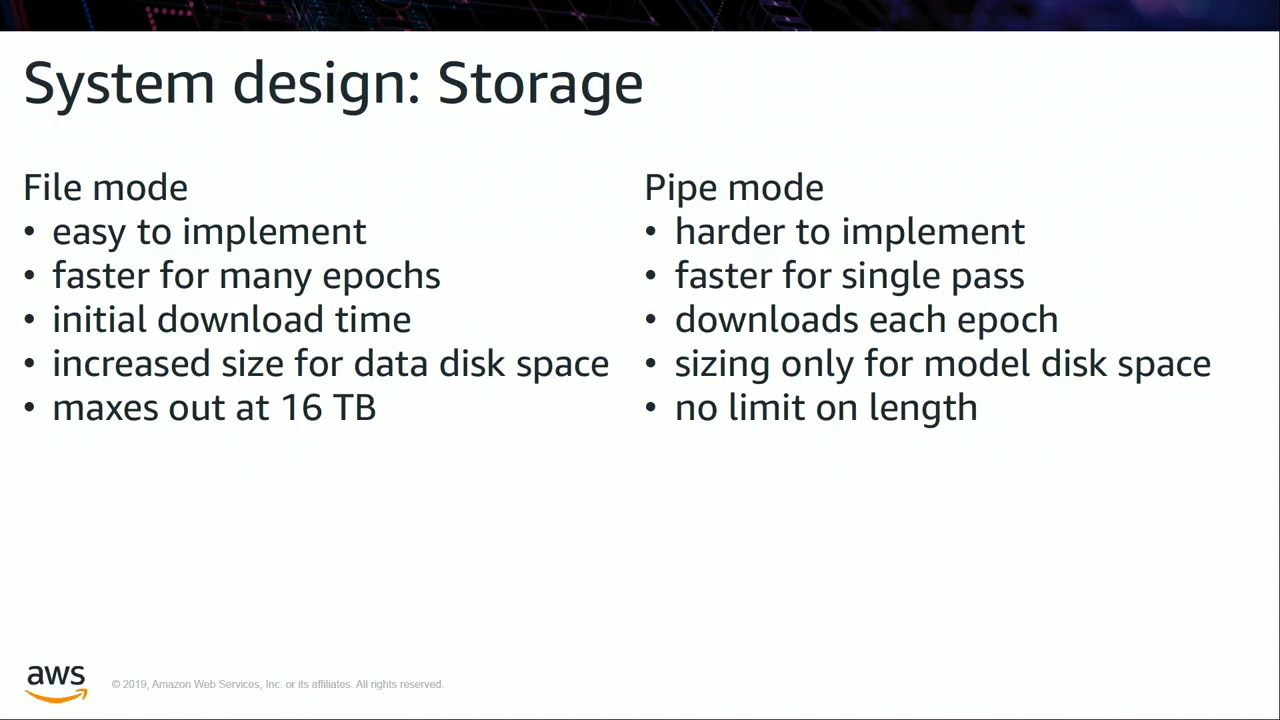 System design: Storage
File mode
• easy to implement
• faster for many epochs
• initial download time
• increased size for data disk space
• maxes out at 16 TB
Pipe mode
• harder to implement
• faster for single pass
• downloads each epoch
• sizing only for model disk space
• no limit on length
aws
© 2019, Amazon Web Services, Inc. or its affiliates. All rights reserved.